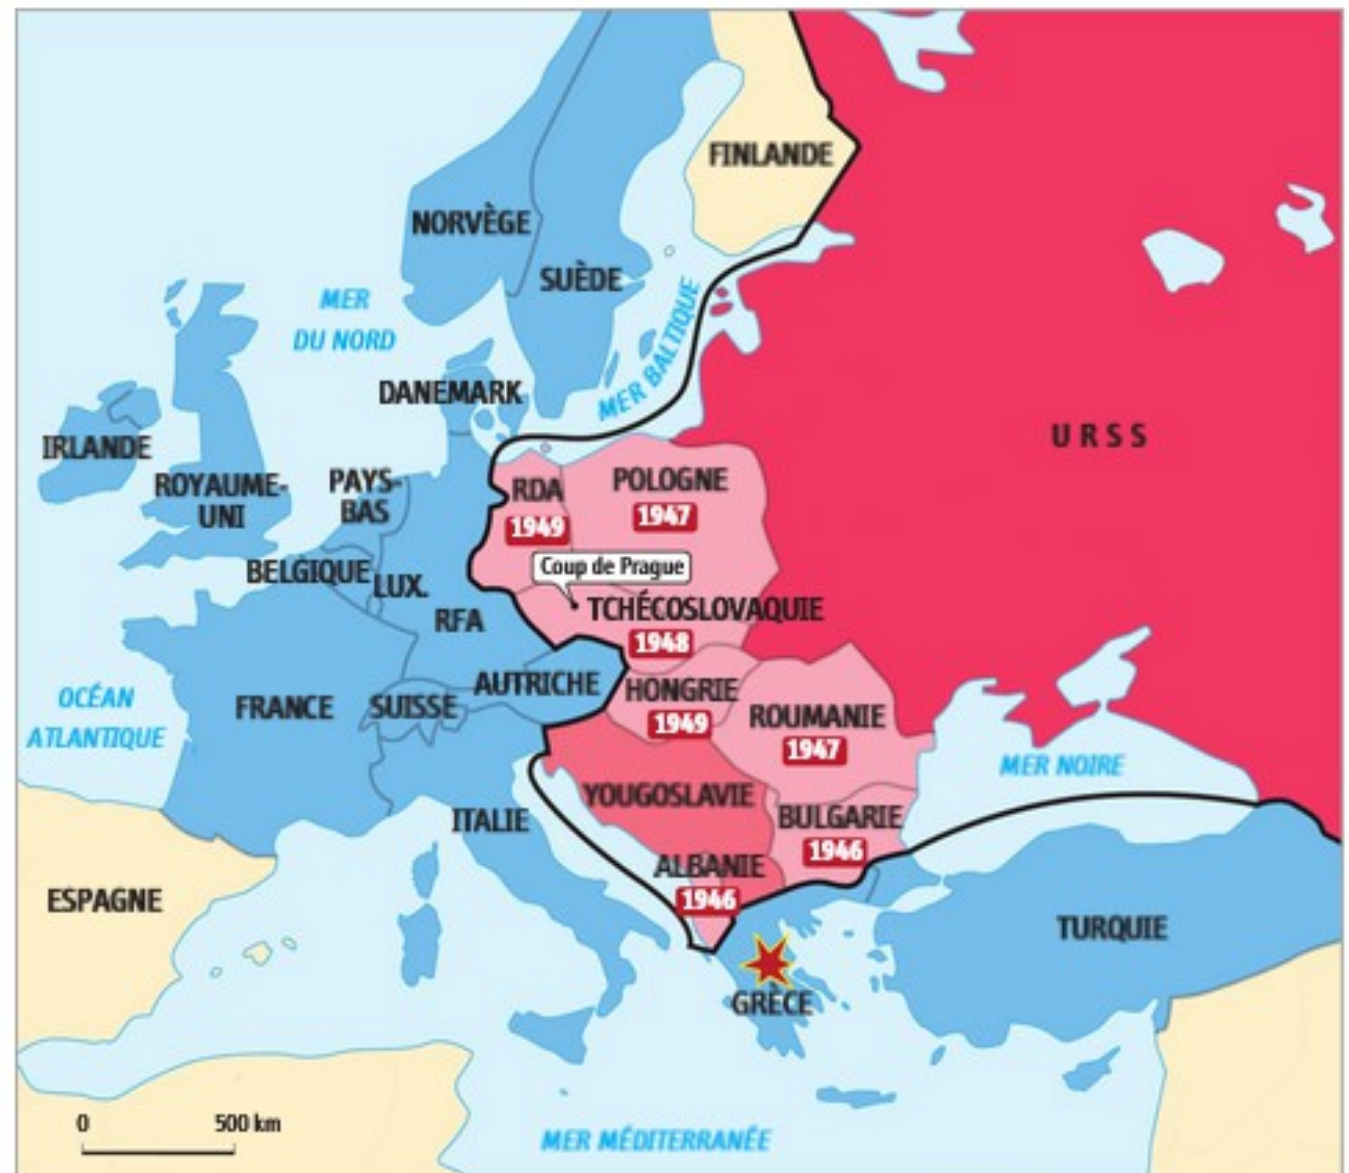 FINLANDE
NORVÈGE
SUÈDE
MER
DU NORD
MER BALTIQUE
DANEMARK
IRLANDE
URSS
ROYAUME-
UNI
PAYS-
BAS
RDA
1949
POLOGNE
1947
Coup de Prague
BELGIQUE
LUX.
RFA
TCHÉCOSLOVAQUIE
1948
OCÉAN
ATLANTIQUE
FRANCE
SUISSE
AUTRICHE
HONGRIE
1949
ROUMANIE
1947
MER NOIRE
ITALIE
YOUGOSLAVIE
BULGARIE
1946
ALBANIE
1946
ESPAGNE
TURQUIE
GRÈCE
0 500 km
MER MÉDITERRANÉE